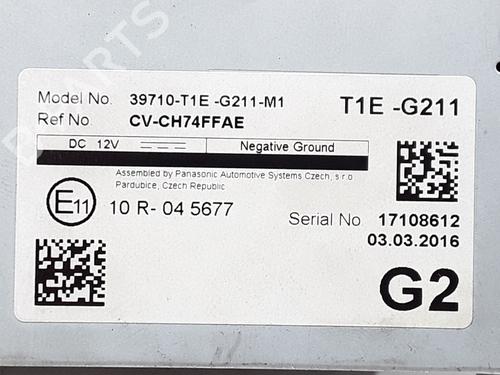 Model No. 39710-T1E -G211-M1
T1E -G211
Ref No. CV-CH74FFAE
DC 12V
Negative Ground
Assembled by Panasonic Automotive Systems Czech, s.r.o
Pardubice, Czech Republic
E11
10 R- 04 5677
Serial No 17108612
03.03.2016
G2